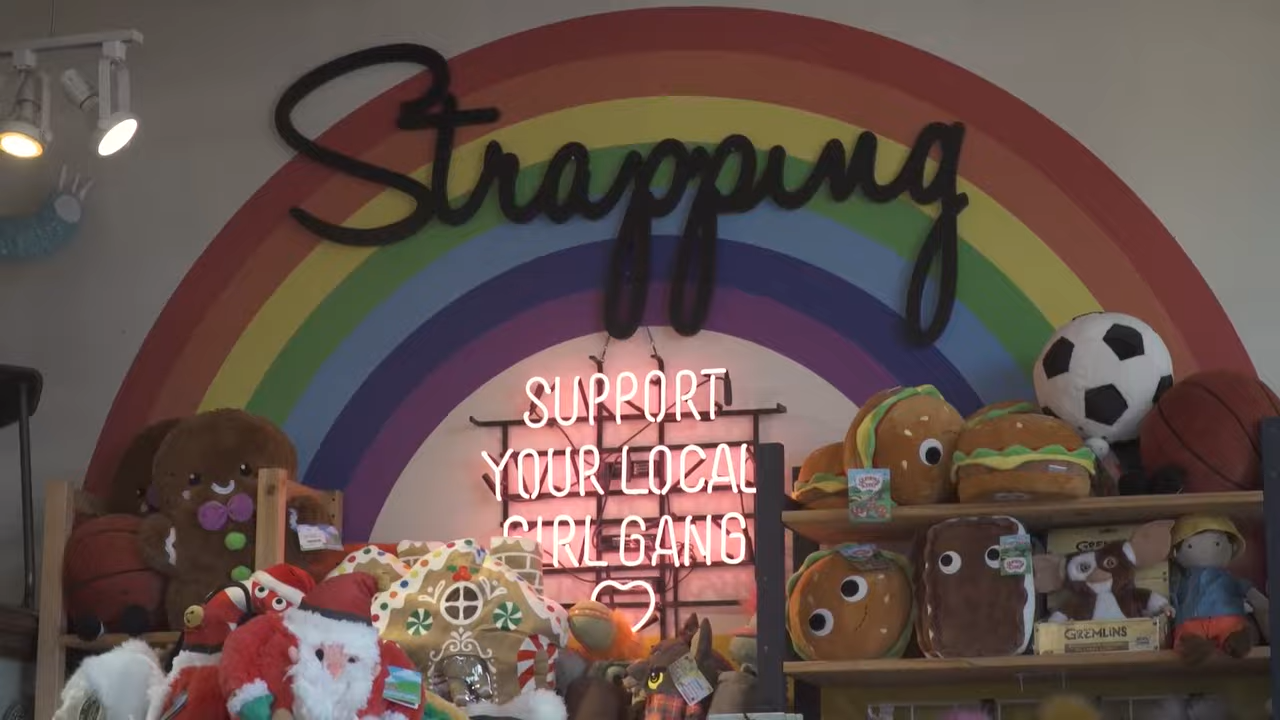 Strapping
SUPPORT
YOUR LOCAL
GIRL GANG
GREMLINS